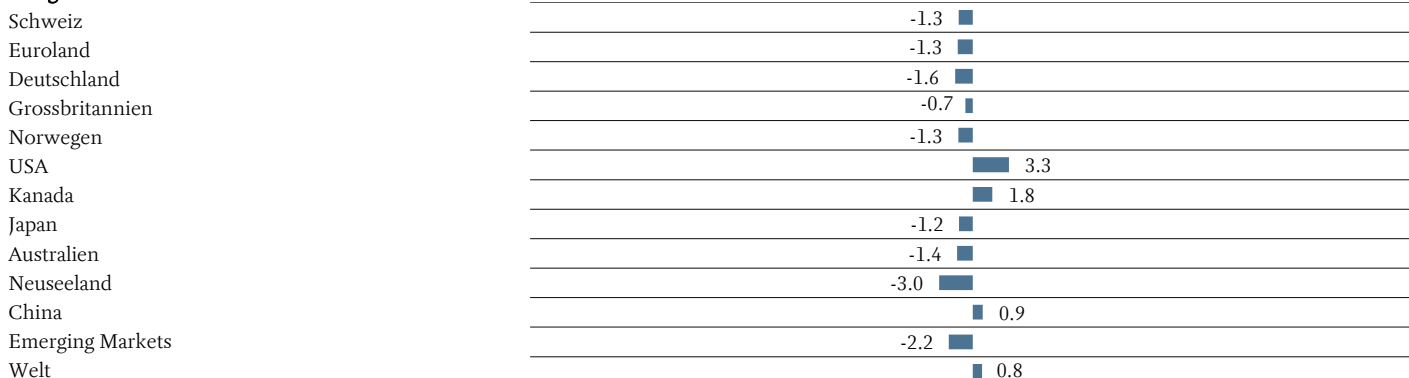 Schweiz -1.3
Euroland -1.3
Deutschland -1.6
Grossbritannien -0.7
Norwegen -1.3
USA 3.3
Kanada 1.8
Japan -1.2
Australien -1.4
Neuseeland -3.0
China 0.9
Emerging Markets -2.2
Welt 0.8